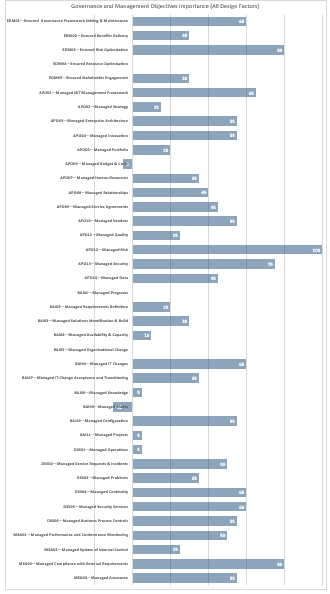 Governance and Management Objectives Importance (All Design Factors)
EDM01—Ensured Governance Framework Setting & Maintenance 60
EDM02—Ensured Benefits Delivery 30
EDM03—Ensured Risk Optimization 80
EDM04—Ensured Resource Optimization
EDM05—Ensured Stakeholder Engagement 30
APO01—Managed I&T Management Framework 65
APO02—Managed Strategy 15
APO03—Managed Enterprise Architecture 55
APO04—Managed Innovation 55
APO05—Managed Portfolio 20
APO06—Managed Budget &
APO07—Managed Human Resources 35
APO08—Managed Relationships 40
APO09—Managed Service Agreements 45
APO10—Managed Vendors 55
APO11—Managed Quality 25
APO12—Managed Risk 100
APO13—Managed Security 75
APO14—Managed Data 45
BAI01—Managed Programs
BAI02—Managed Requirements Definition 20
BAI03—Managed Solutions Identification & Build 30
BAI04—Managed Availability & Capacity 10
BAI05—Managed Organizational Change
BAI06—Managed IT Changes 60
BAI07—Managed IT Change Acceptance and Transitioning 35
BAI08—Managed Knowledge 5
BAI09—Managed Assets
BAI10—Managed Configuration 55
BAI11—Managed Projects 5
DSS01—Managed Operations 5
DSS02—Managed Service Requests & Incidents 50
DSS03—Managed Problems 35
DSS04—Managed Continuity 60
DSS05—Managed Security Services 60
DSS06—Managed Business Process Controls 55
MEA01—Managed Performance and Conformance Monitoring 50
MEA02—Managed System of Internal Control 25
MEA03—Managed Compliance with External Requirements 80
MEA04—Managed Assurance 55